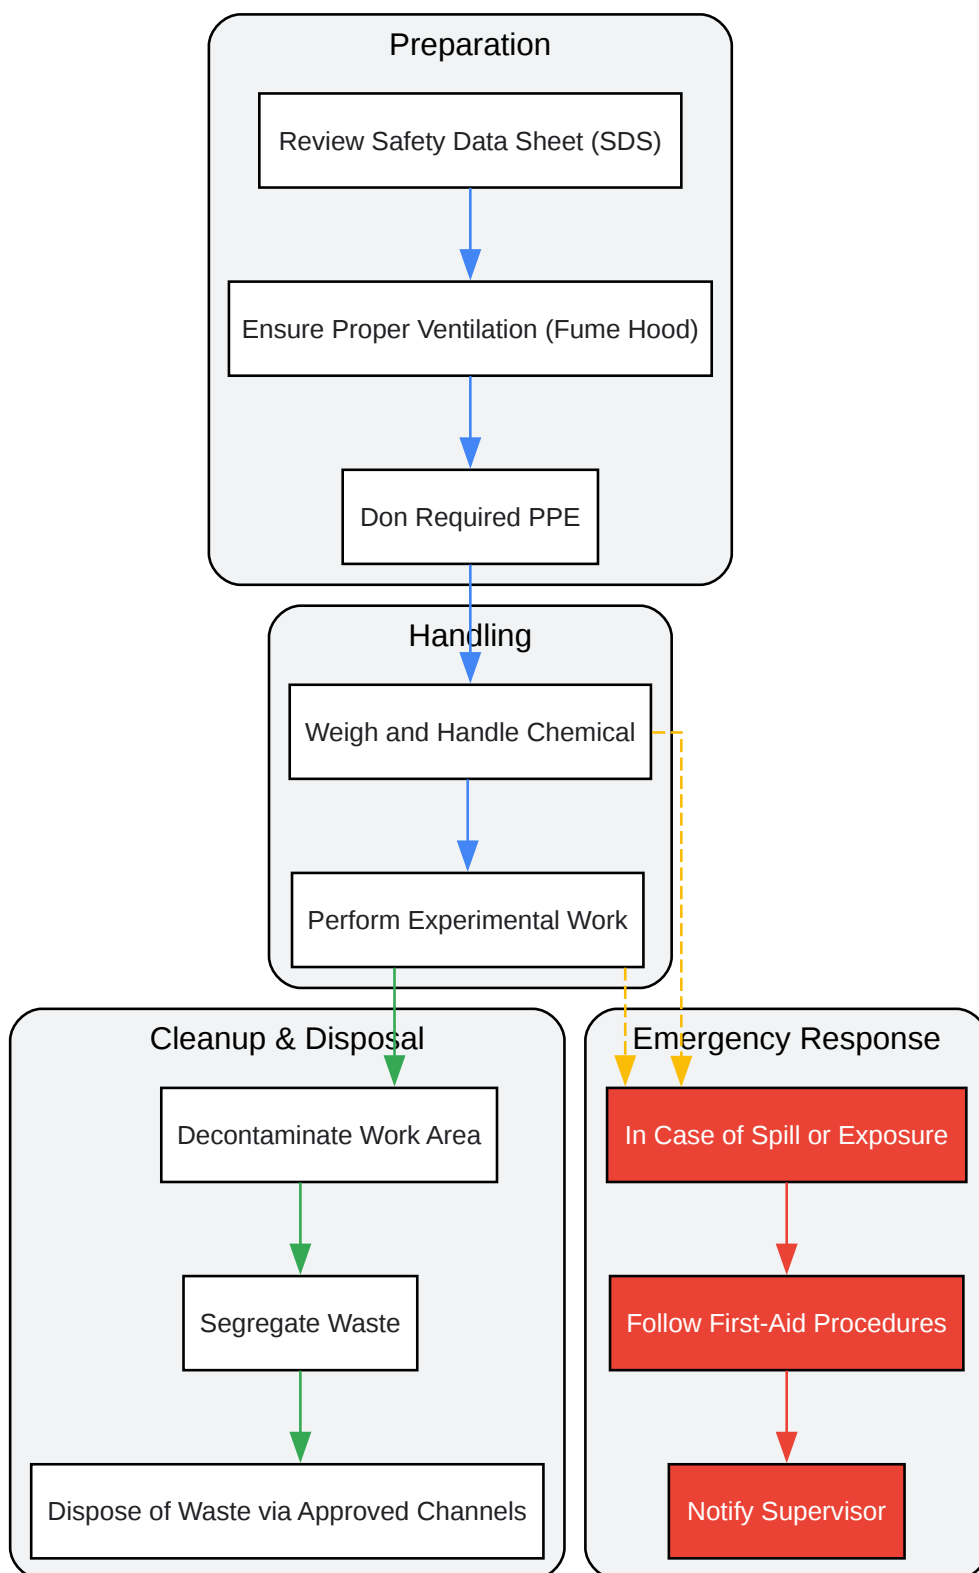 Preparation
Review Safety Data Sheet (SDS)
Ensure Proper Ventilation (Fume Hood)
Don Required PPE
Handling
Weigh and Handle Chemical
Perform Experimental Work
Cleanup & Disposal
Decontaminate Work Area
Segregate Waste
Dispose of Waste via Approved Channels
Emergency Response
In Case of Spill or Exposure
Follow First-Aid Procedures
Notify Supervisor